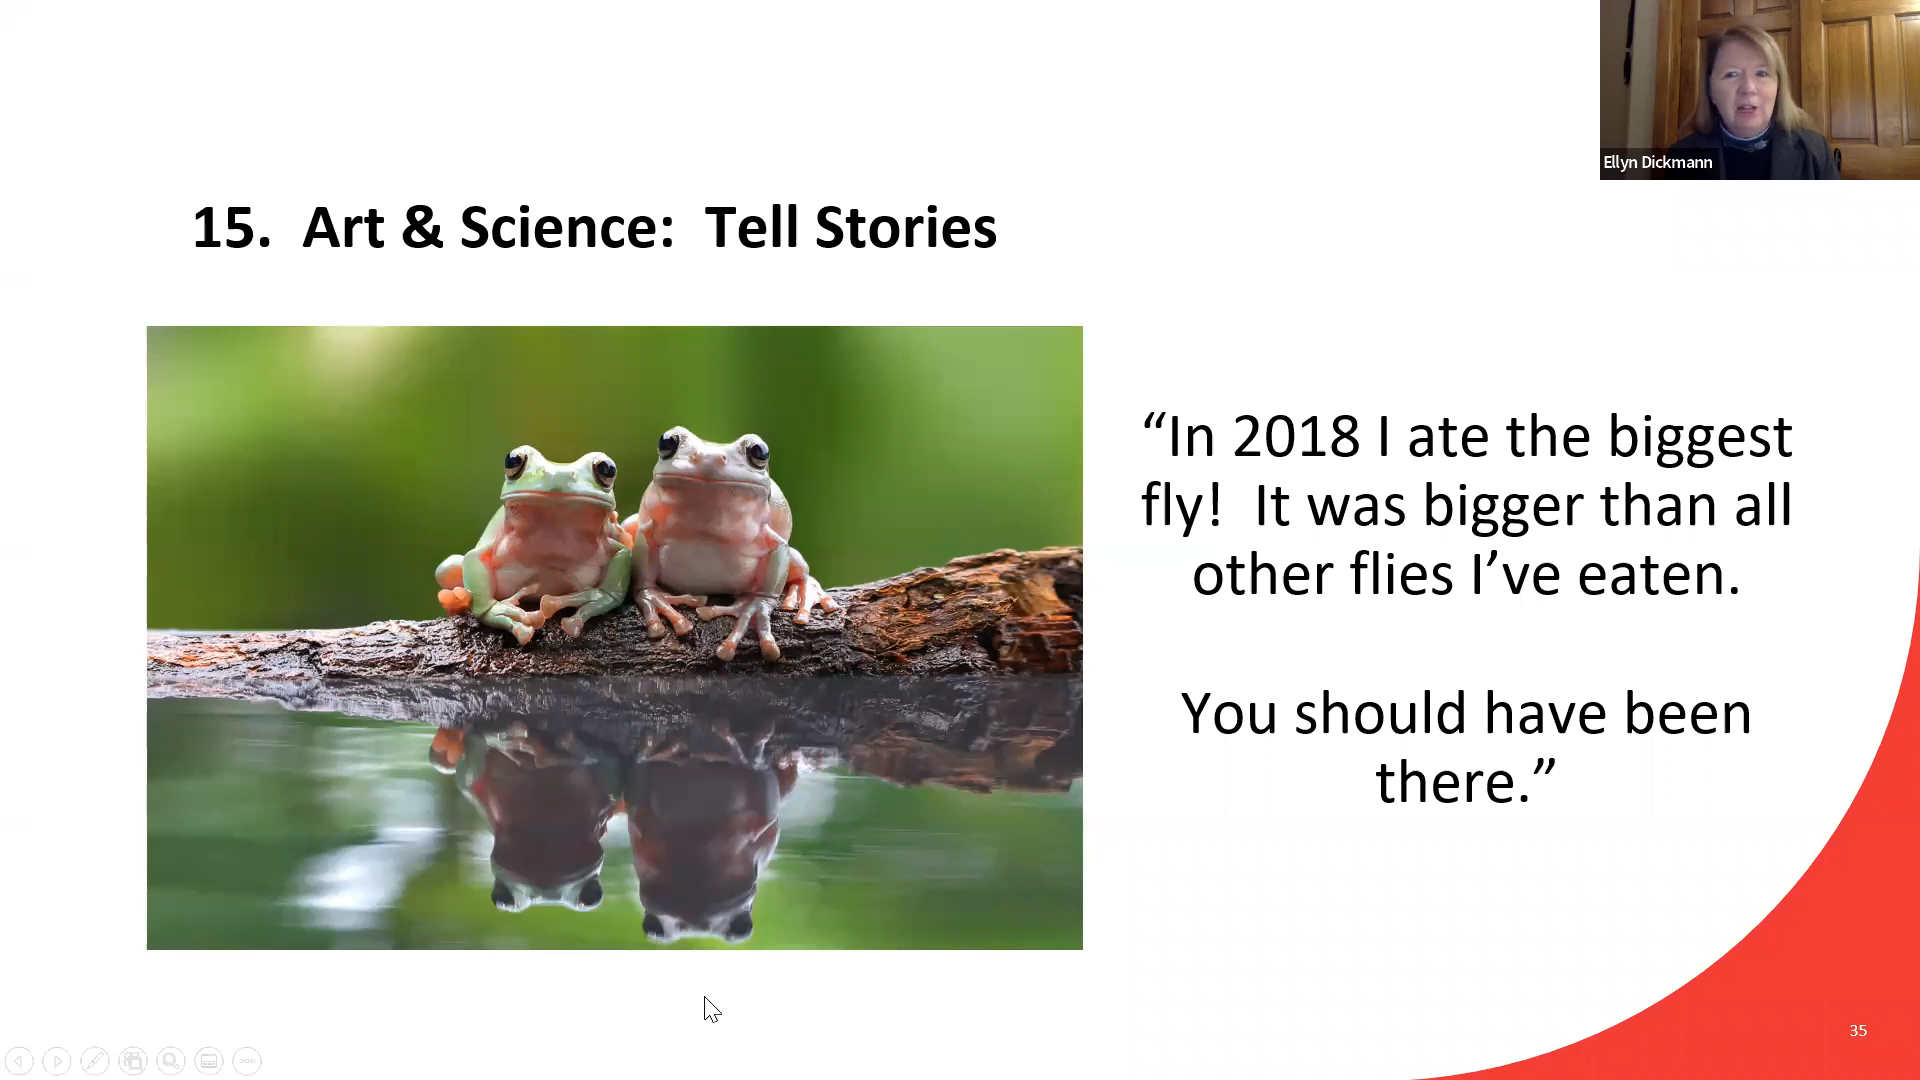 Ellyn Dickmann
15.  Art & Science:  Tell Stories
“In 2018 I ate the biggest
fly!  It was bigger than all
other flies I’ve eaten.
You should have been
there.”
35